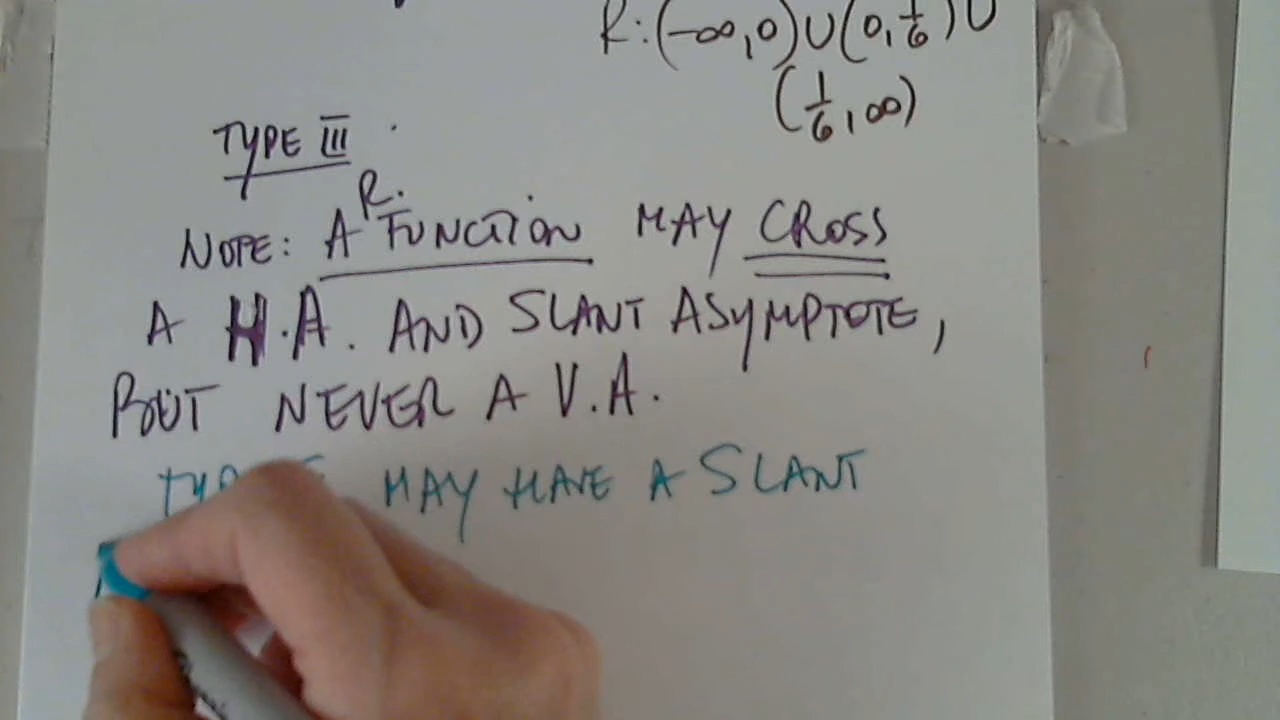 R: (-∞, 0) ∪ (0, 1/6) ∪
(1/6, ∞)
TYPE III
NOTE: A R. FUNCTION MAY CROSS
A H.A. AND SLANT ASYMPTOTE,
BUT NEVER A V.A.
MAY HAVE A SLANT